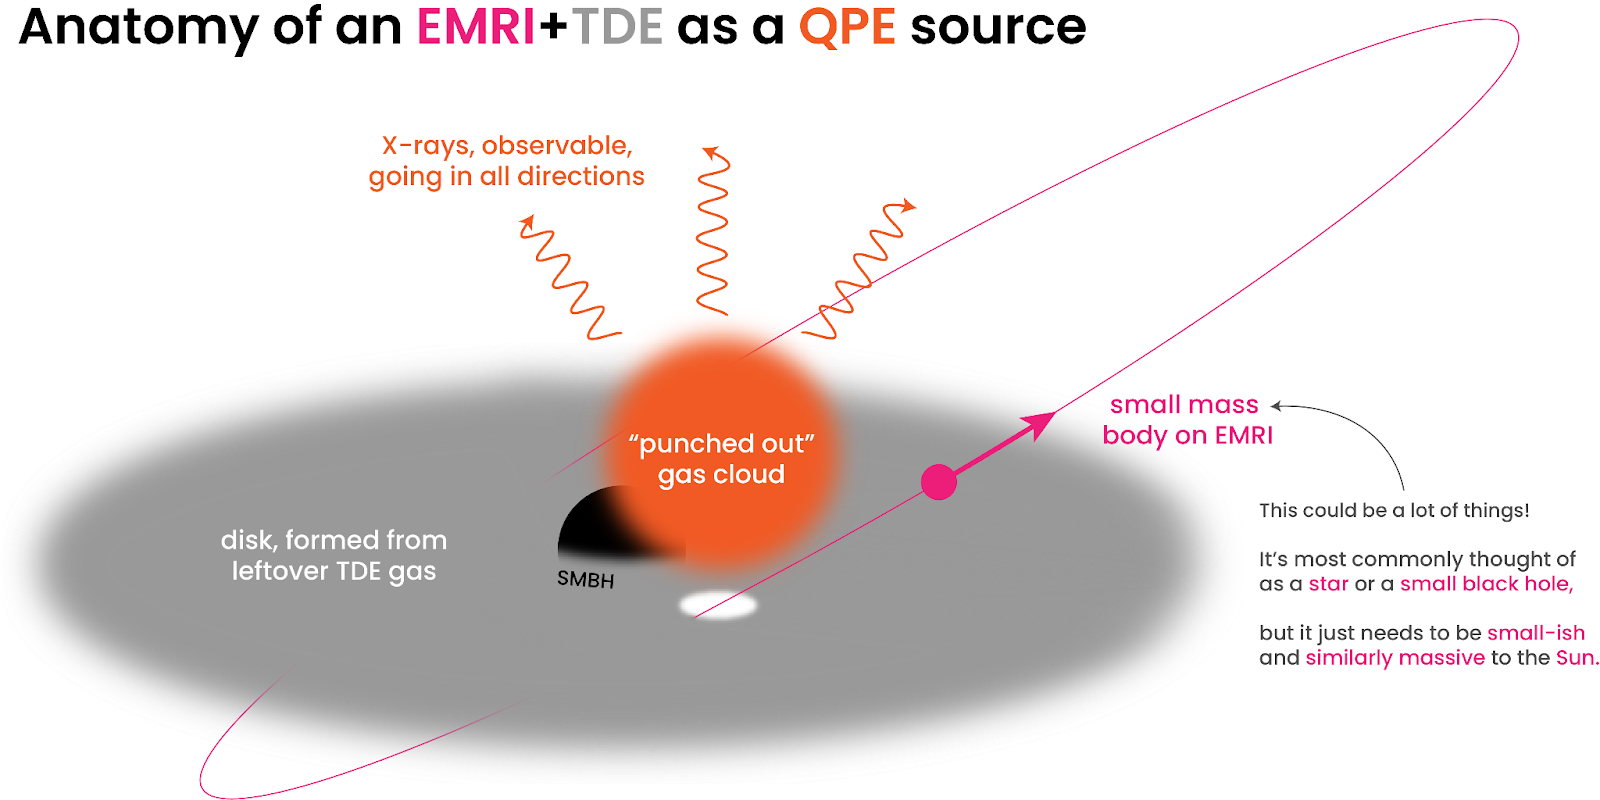 Anatomy of an EMRI+TDE as a QPE source
X-rays, observable,
going in all directions
“punched out”
gas cloud
small mass
body on EMRI
disk, formed from
leftover TDE gas
SMBH
This could be a lot of things!
It’s most commonly thought of
as a star or a small black hole,
but it just needs to be small-ish
and similarly massive to the Sun.